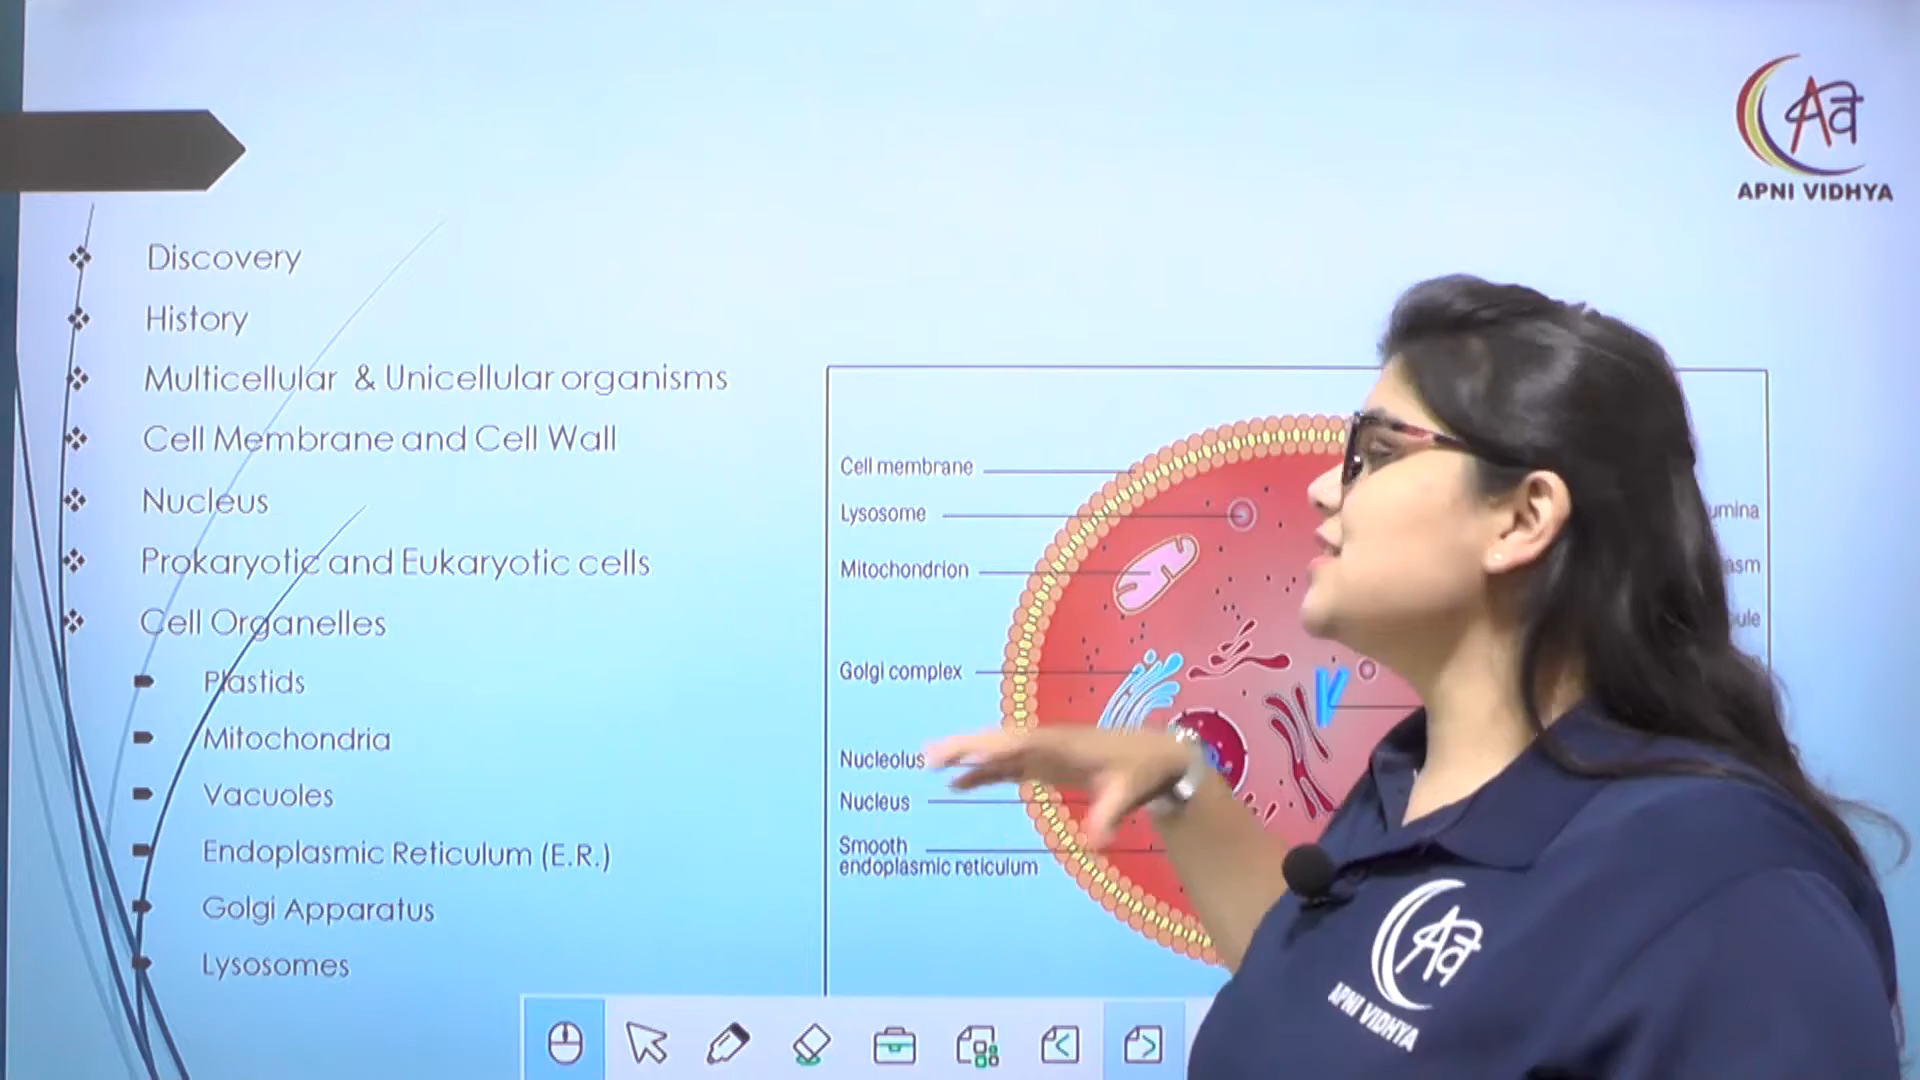 अवि
APNI VIDHYA
Discovery
History
Multicellular & Unicellular organisms
Cell Membrane and Cell Wall
Nucleus
Prokaryotic and Eukaryotic cells
Cell Organelles
Plastids
Mitochondria
Vacuoles
Endoplasmic Reticulum (E.R.)
Golgi Apparatus
Lysosomes
Cell membrane
Lysosome
Mitochondrion
Golgi complex
Nucleolus
Nucleus
Smooth
endoplasmic reticulum
APNI VIDHYA